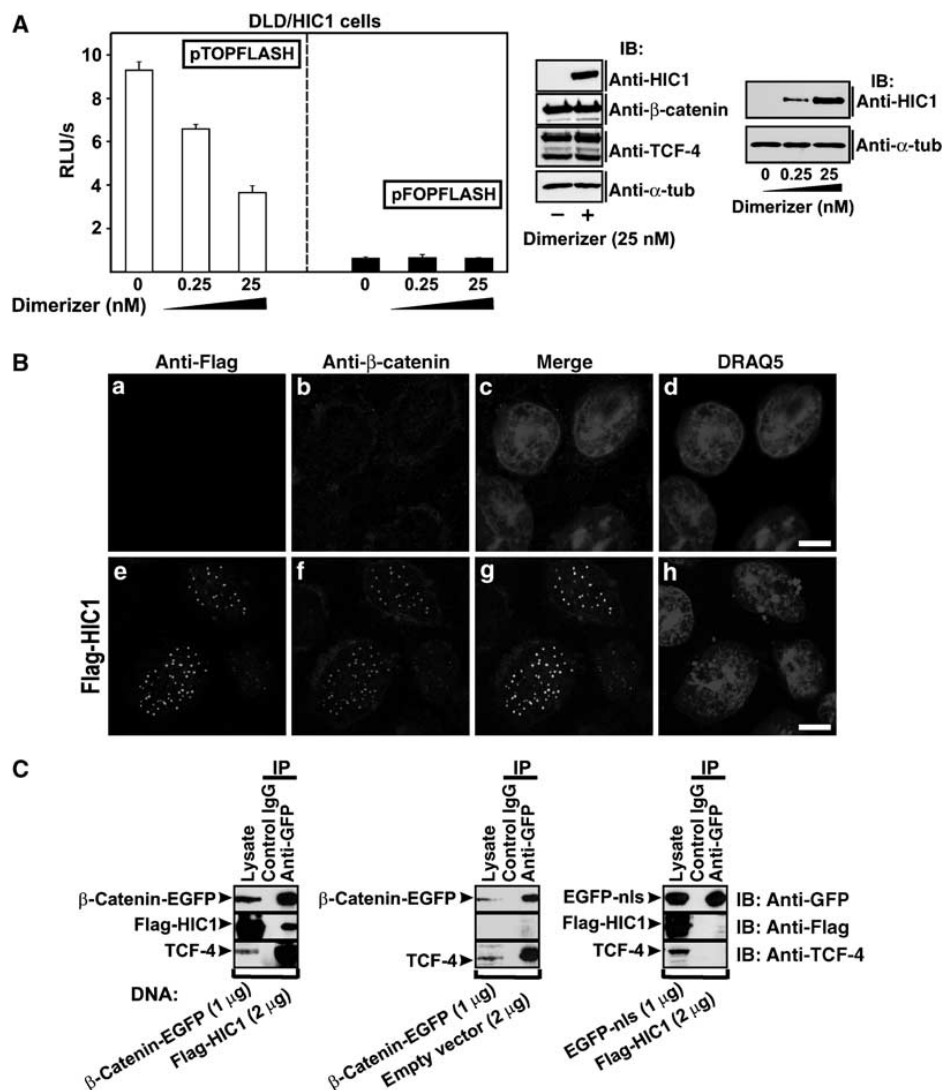 A
DLD/HIC1 cells
pTOPFLASH
pFOPFLASH
10
8
6
4
2
RLU/s
0 0.25 25 0 0.25 25
Dimerizer (nM)
IB:
Anti-HIC1
Anti-β-catenin
Anti-TCF-4
Anti-α-tub
− +
Dimerizer (25 nM)
IB:
Anti-HIC1
Anti-α-tub
0 0.25 25
Dimerizer (nM)
B
Anti-Flag Anti-β-catenin Merge DRAQ5
a b c d
Flag-HIC1
e f g h
C
IP
Lysate
Control IgG
Anti-GFP
β-Catenin-EGFP
Flag-HIC1
TCF-4
DNA:
β-Catenin-EGFP (1 μg)
Flag-HIC1 (2 μg)
IP
Lysate
Control IgG
Anti-GFP
β-Catenin-EGFP
TCF-4
β-Catenin-EGFP (1 μg)
Empty vector (2 μg)
IP
Lysate
Control IgG
Anti-GFP
EGFP-nls
Flag-HIC1
TCF-4
IB: Anti-GFP
IB: Anti-Flag
IB: Anti-TCF-4
EGFP-nls (1 μg)
Flag-HIC1 (2 μg)